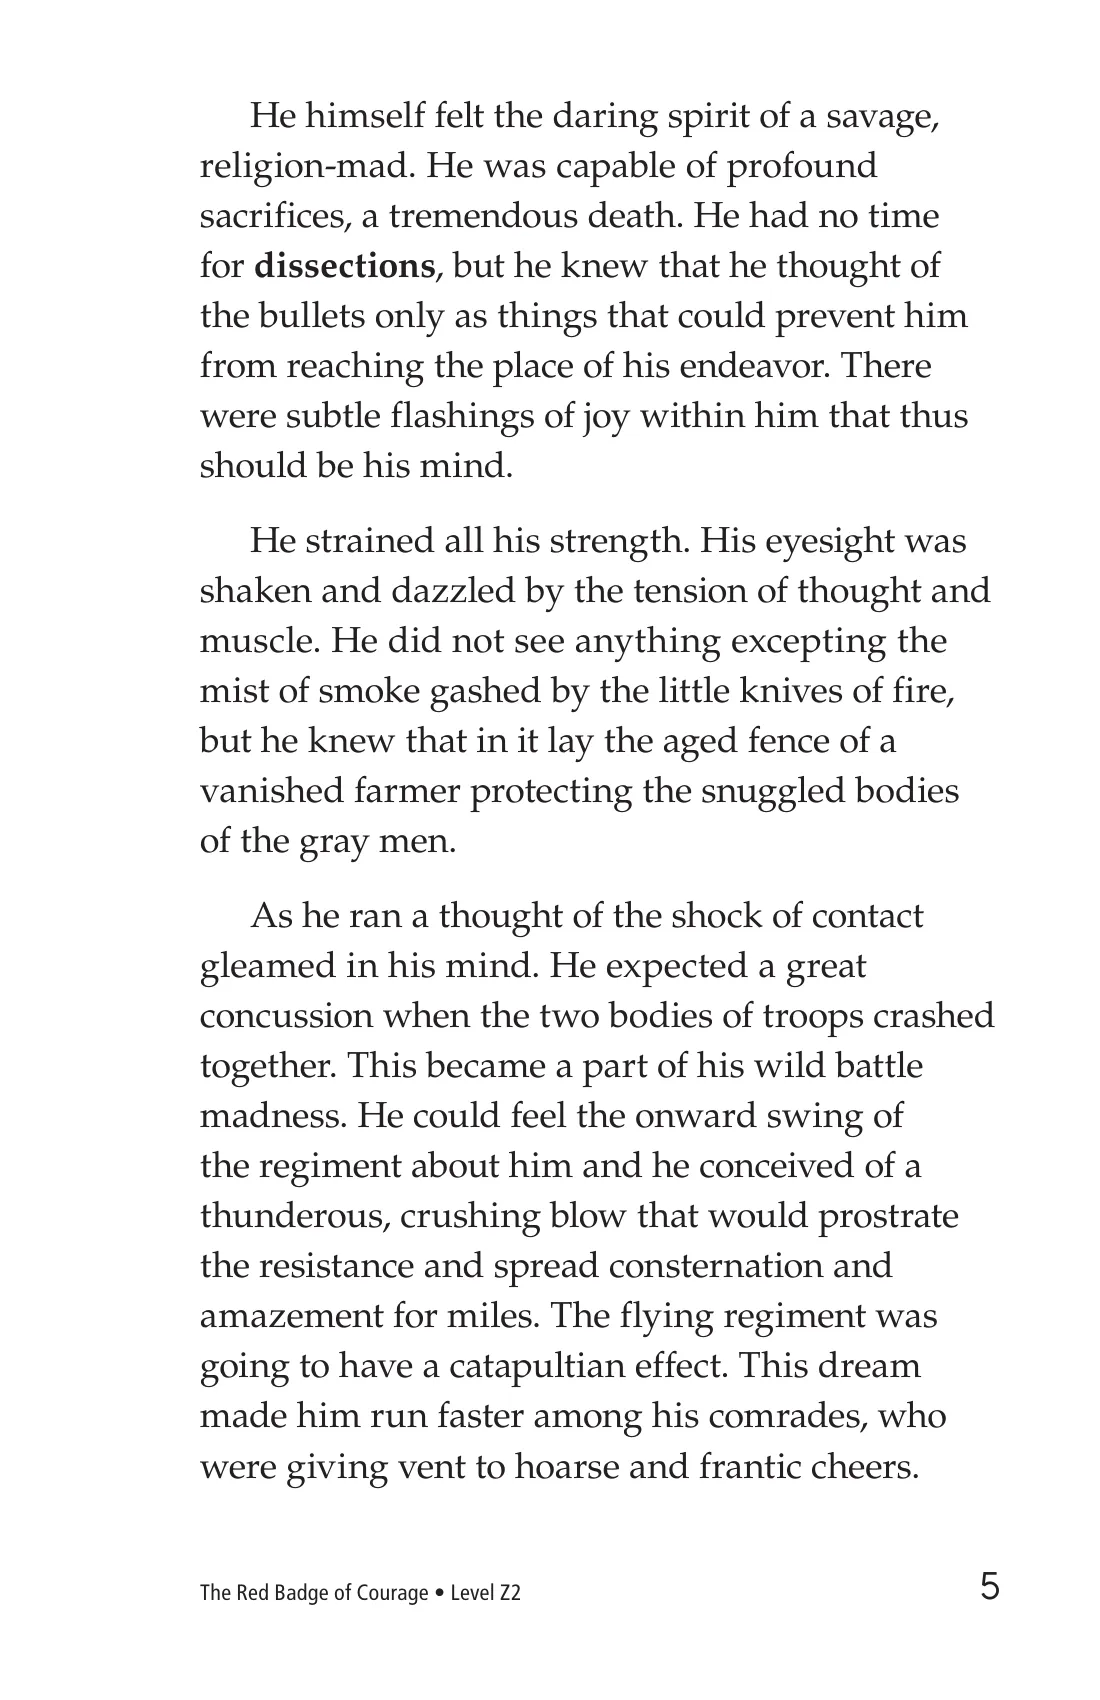 He himself felt the daring spirit of a savage,
religion-mad. He was capable of profound
sacrifices, a tremendous death. He had no time
for dissections, but he knew that he thought of
the bullets only as things that could prevent him
from reaching the place of his endeavor. There
were subtle flashings of joy within him that thus
should be his mind.
He strained all his strength. His eyesight was
shaken and dazzled by the tension of thought and
muscle. He did not see anything excepting the
mist of smoke gashed by the little knives of fire,
but he knew that in it lay the aged fence of a
vanished farmer protecting the snuggled bodies
of the gray men.
As he ran a thought of the shock of contact
gleamed in his mind. He expected a great
concussion when the two bodies of troops crashed
together. This became a part of his wild battle
madness. He could feel the onward swing of
the regiment about him and he conceived of a
thunderous, crushing blow that would prostrate
the resistance and spread consternation and
amazement for miles. The flying regiment was
going to have a catapultian effect. This dream
made him run faster among his comrades, who
were giving vent to hoarse and frantic cheers.
The Red Badge of Courage • Level Z2 5